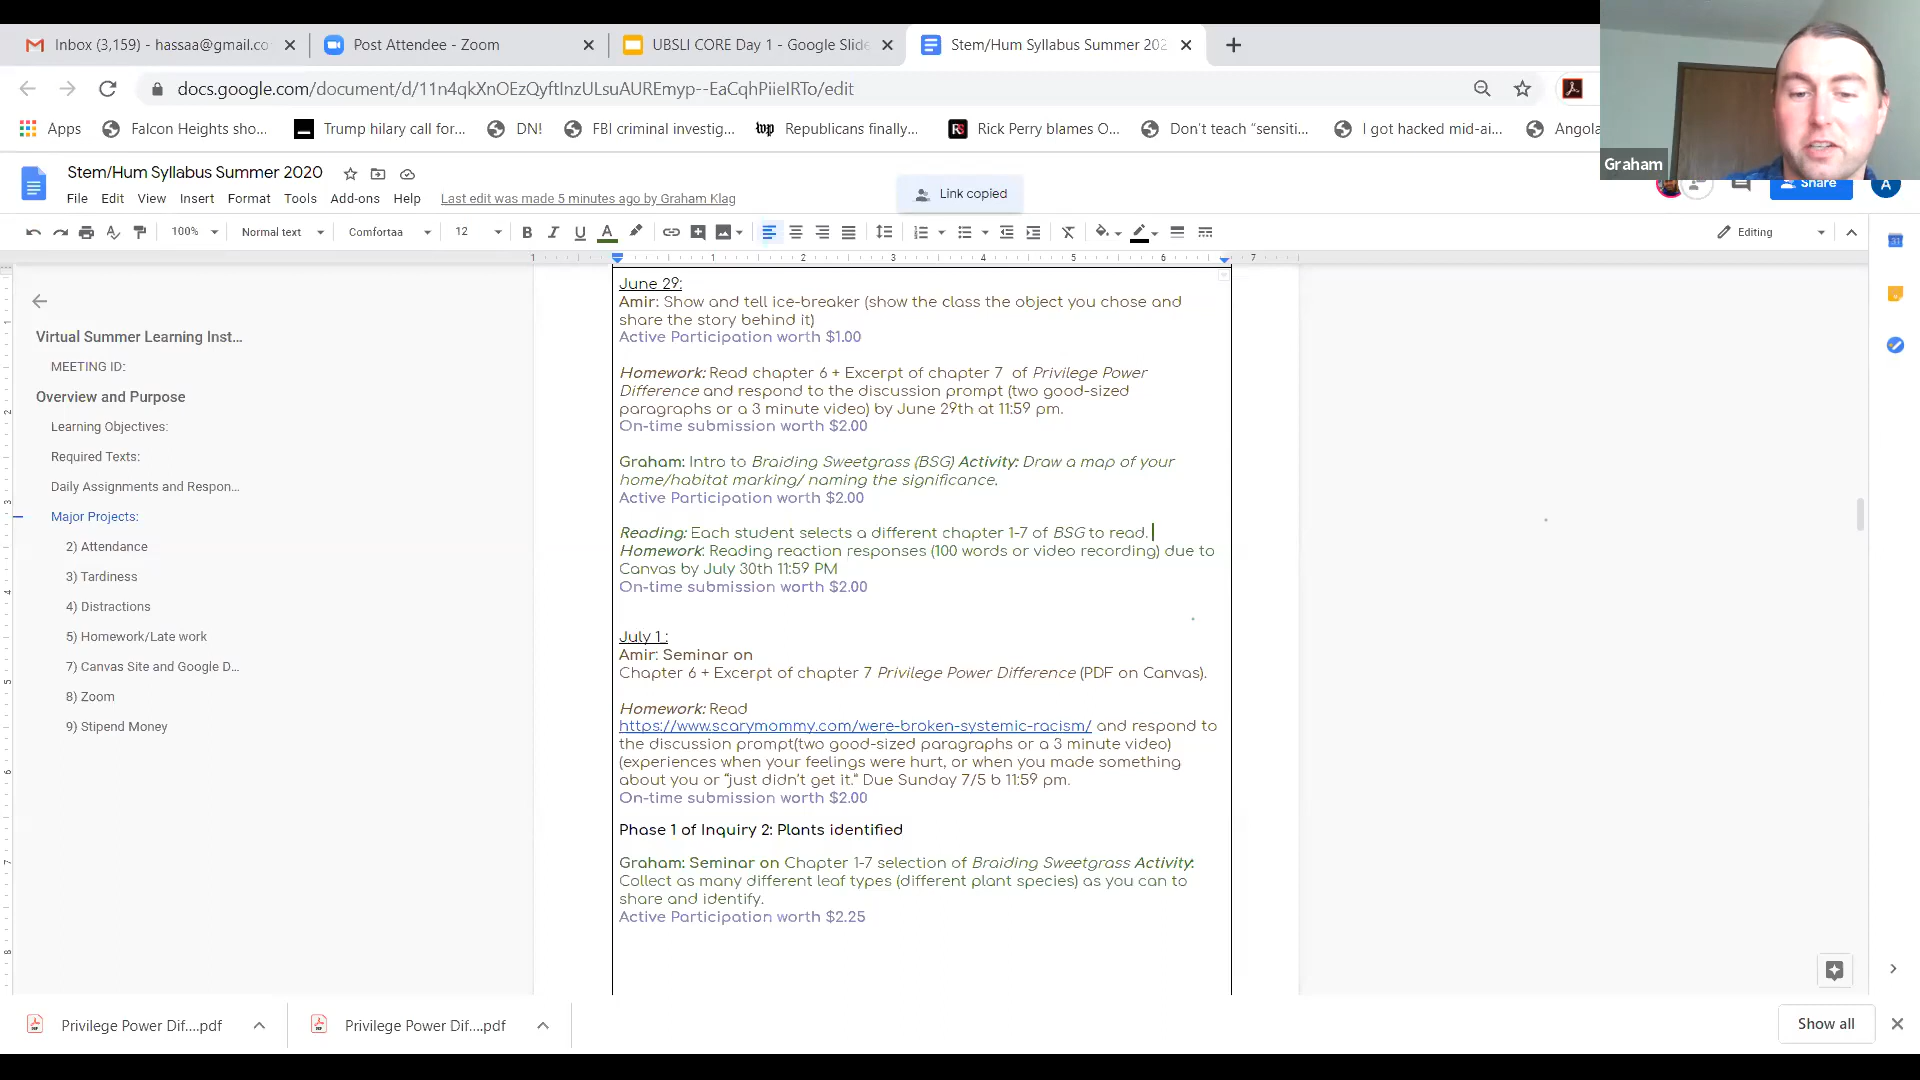 Inbox (3,159) - hassaa@gmail.co
Post Attendee - Zoom
UBSLI CORE Day 1 - Google Slide
Stem/Hum Syllabus Summer 202
docs.google.com/document/d/11n4qkXnOEzQyftInzULsuAUREmyp--EaCqhPiieIRTo/edit
Apps
Falcon Heights sho...
Trump hilary call for...
DN!
FBI criminal investig...
Republicans finally...
Rick Perry blames O...
Don't teach "sensiti...
I got hacked mid-ai...
Angola
Graham
Stem/Hum Syllabus Summer 2020
File Edit View Insert Format Tools Add-ons Help
Last edit was made 5 minutes ago by Graham Klag
Link copied
Share
A
100% Normal text Comfortaa 12 B I U A
Editing
Virtual Summer Learning Inst...
MEETING ID:
Overview and Purpose
Learning Objectives:
Required Texts:
Daily Assignments and Respon...
Major Projects:
2) Attendance
3) Tardiness
4) Distractions
5) Homework/Late work
7) Canvas Site and Google D...
8) Zoom
9) Stipend Money
June 29:
Amir: Show and tell ice-breaker (show the class the object you chose and
share the story behind it)
Active Participation worth $1.00
Homework: Read chapter 6 + Excerpt of chapter 7 of Privilege Power
Difference and respond to the discussion prompt (two good-sized
paragraphs or a 3 minute video) by June 29th at 11:59 pm.
On-time submission worth $2.00
Graham: Intro to Braiding Sweetgrass (BSG) Activity: Draw a map of your
home/habitat marking/ naming the significance.
Active Participation worth $2.00
Reading: Each student selects a different chapter 1-7 of BSG to read.
Homework: Reading reaction responses (100 words or video recording) due to
Canvas by July 30th 11:59 PM
On-time submission worth $2.00
July 1 :
Amir: Seminar on
Chapter 6 + Excerpt of chapter 7 Privilege Power Difference (PDF on Canvas).
Homework: Read
https://www.scarymommy.com/were-broken-systemic-racism/ and respond to
the discussion prompt(two good-sized paragraphs or a 3 minute video)
(experiences when your feelings were hurt, or when you made something
about you or "just didn't get it." Due Sunday 7/5 b 11:59 pm.
On-time submission worth $2.00
Phase 1 of Inquiry 2: Plants identified
Graham: Seminar on Chapter 1-7 selection of Braiding Sweetgrass Activity:
Collect as many different leaf types (different plant species) as you can to
share and identify.
Active Participation worth $2.25
Privilege Power Dif....pdf
Privilege Power Dif....pdf
Show all